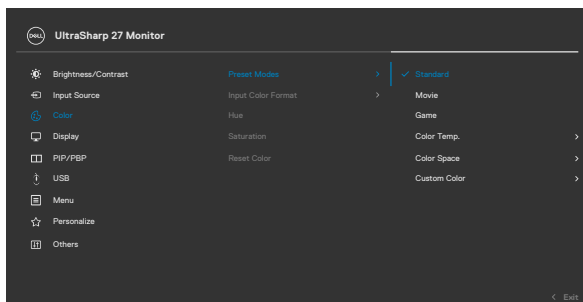 DELL UltraSharp 27 Monitor
Brightness/Contrast Preset Modes > ✓ Standard
Input Source Input Color Format > Movie
Color Hue Game
Display Saturation Color Temp. >
PIP/PBP Reset Color Color Space >
USB Custom Color >
Menu
Personalize
Others
< Exit